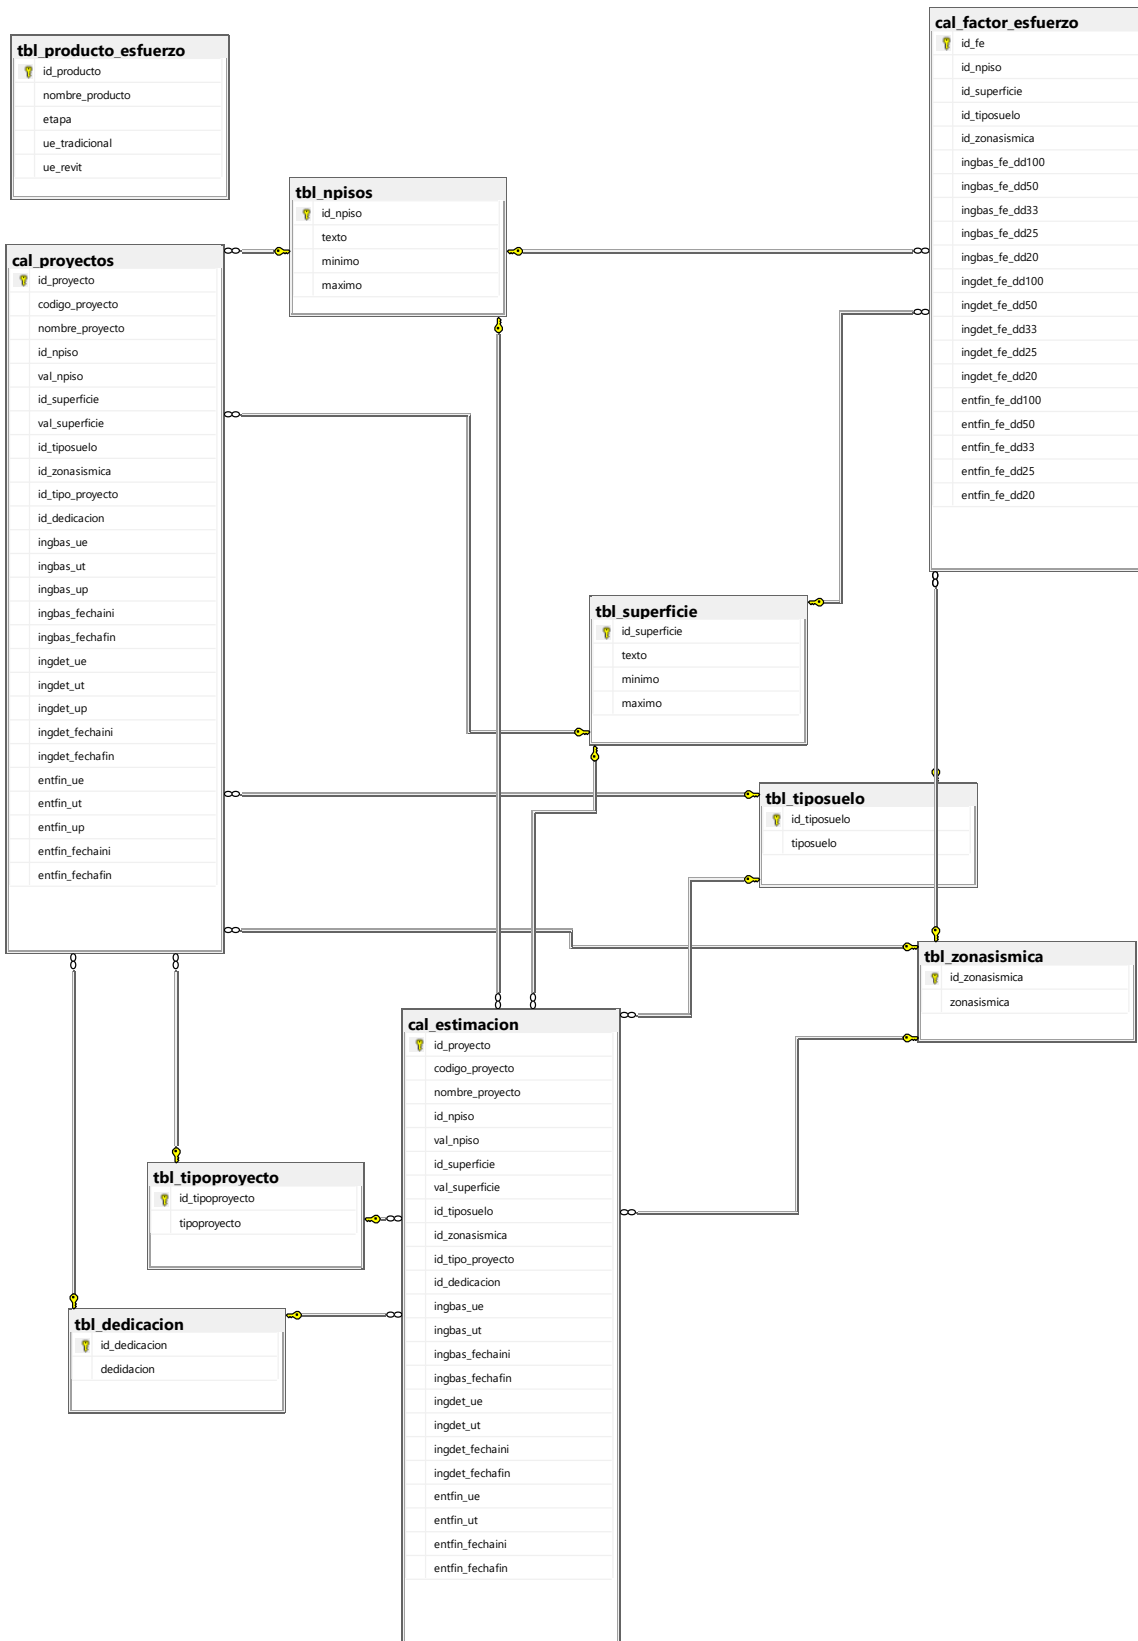 tbl_producto_esfuerzo
id_producto
nombre_producto
etapa
ue_tradicional
ue_revit
cal_factor_esfuerzo
id_fe
id_npiso
id_superficie
id_tiposuelo
id_zonasismica
ingbas_fe_dd100
ingbas_fe_dd50
ingbas_fe_dd33
ingbas_fe_dd25
ingbas_fe_dd20
ingdet_fe_dd100
ingdet_fe_dd50
ingdet_fe_dd33
ingdet_fe_dd25
ingdet_fe_dd20
entfin_fe_dd100
entfin_fe_dd50
entfin_fe_dd33
entfin_fe_dd25
entfin_fe_dd20
tbl_npisos
id_npiso
texto
minimo
maximo
cal_proyectos
id_proyecto
codigo_proyecto
nombre_proyecto
id_npiso
val_npiso
id_superficie
val_superficie
id_tiposuelo
id_zonasismica
id_tipo_proyecto
id_dedicacion
ingbas_ue
ingbas_ut
ingbas_up
ingbas_fechaini
ingbas_fechafin
ingdet_ue
ingdet_ut
ingdet_up
ingdet_fechaini
ingdet_fechafin
entfin_ue
entfin_ut
entfin_up
entfin_fechaini
entfin_fechafin
tbl_superficie
id_superficie
texto
minimo
maximo
tbl_tiposuelo
id_tiposuelo
tiposuelo
tbl_zonasismica
id_zonasismica
zonasismica
cal_estimacion
id_proyecto
codigo_proyecto
nombre_proyecto
id_npiso
val_npiso
id_superficie
val_superficie
id_tiposuelo
id_zonasismica
id_tipo_proyecto
id_dedicacion
ingbas_ue
ingbas_ut
ingbas_fechaini
ingbas_fechafin
ingdet_ue
ingdet_ut
ingdet_fechaini
ingdet_fechafin
entfin_ue
entfin_ut
entfin_fechaini
entfin_fechafin
tbl_tipoproyecto
id_tipoproyecto
tipoproyecto
tbl_dedicacion
id_dedicacion
dedidacion